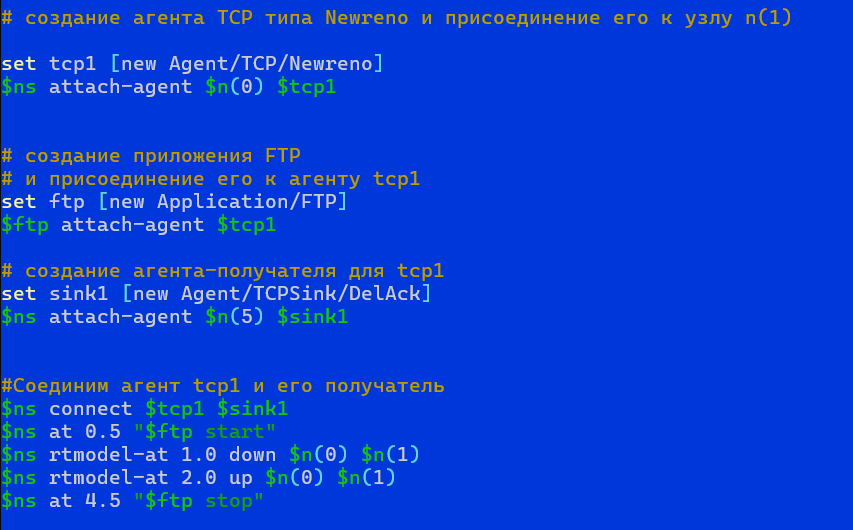 # создание агента TCP типа Newreno и присоединение его к узлу n(1)
set tcp1 [new Agent/TCP/Newreno]
$ns attach-agent $n(0) $tcp1
# создание приложения FTP
# и присоединение его к агенту tcp1
set ftp [new Application/FTP]
$ftp attach-agent $tcp1
# создание агента-получателя для tcp1
set sink1 [new Agent/TCPSink/DelAck]
$ns attach-agent $n(5) $sink1
#Соединим агент tcp1 и его получатель
$ns connect $tcp1 $sink1
$ns at 0.5 "$ftp start"
$ns rtmodel-at 1.0 down $n(0) $n(1)
$ns rtmodel-at 2.0 up $n(0) $n(1)
$ns at 4.5 "$ftp stop"